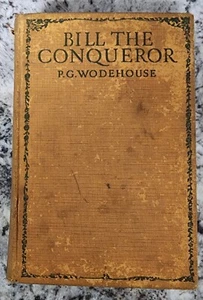 BILL THE
CONQUEROR
P.G.WODEHOUSE